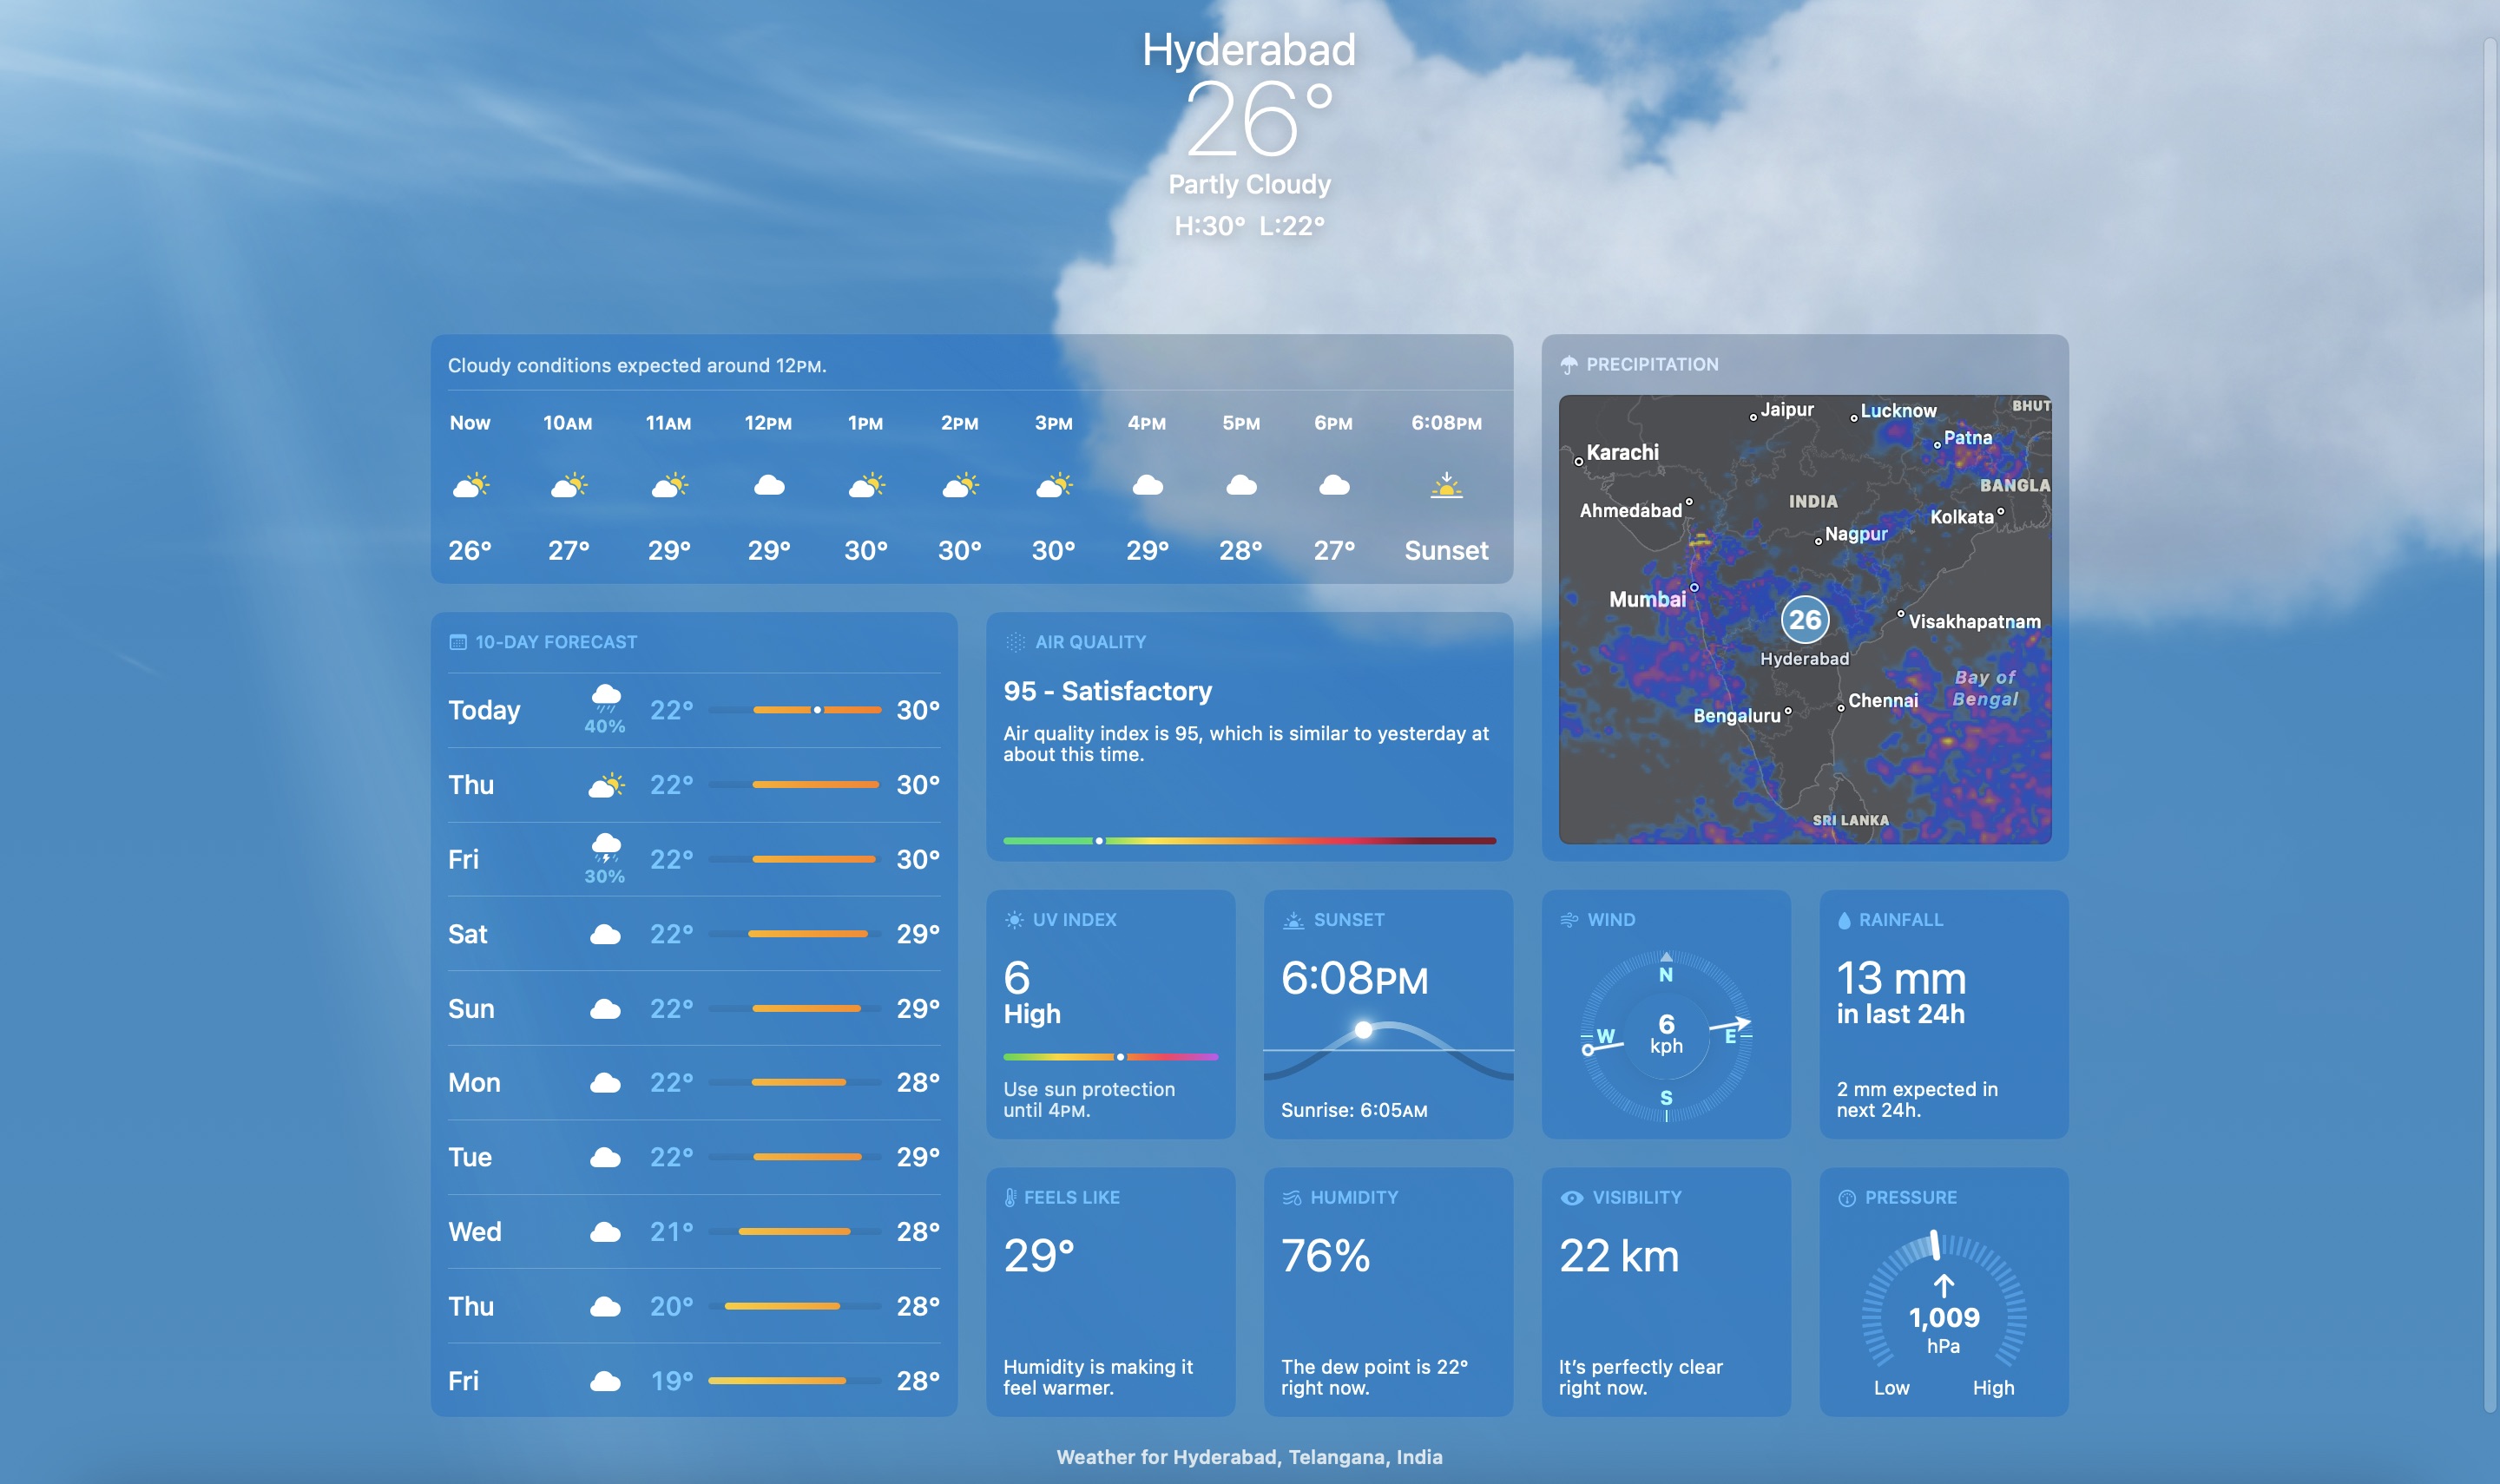 Hyderabad
26°
Partly Cloudy
H:30° L:22°
Cloudy conditions expected around 12PM.
Now 10AM 11AM 12PM 1PM 2PM 3PM 4PM 5PM 6PM 6:08PM
26° 27° 29° 29° 30° 30° 30° 29° 28° 27° Sunset
10-DAY FORECAST
Today 40% 22° 30°
Thu 22° 30°
Fri 30% 22° 30°
Sat 22° 29°
Sun 22° 29°
Mon 22° 28°
Tue 22° 29°
Wed 21° 28°
Thu 20° 28°
Fri 19° 28°
AIR QUALITY
95 - Satisfactory
Air quality index is 95, which is similar to yesterday at
about this time.
PRECIPITATION
Jaipur
Lucknow
BHUT
Patna
Karachi
BANGLA
INDIA
Ahmedabad
Kolkata
Nagpur
Mumbai
26
Visakhapatnam
Hyderabad
Bay of
Bengal
Chennai
Bengaluru
SRI LANKA
UV INDEX
6
High
Use sun protection
until 4PM.
SUNSET
6:08PM
Sunrise: 6:05AM
WIND
N
W
E
S
6
kph
RAINFALL
13 mm
in last 24h
2 mm expected in
next 24h.
FEELS LIKE
29°
Humidity is making it
feel warmer.
HUMIDITY
76%
The dew point is 22°
right now.
VISIBILITY
22 km
It's perfectly clear
right now.
PRESSURE
1,009
hPa
Low High
Weather for Hyderabad, Telangana, India